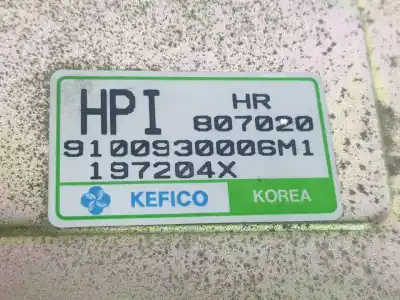 HPI HR
807020
9100930006M1
197204X
KEFICO KOREA